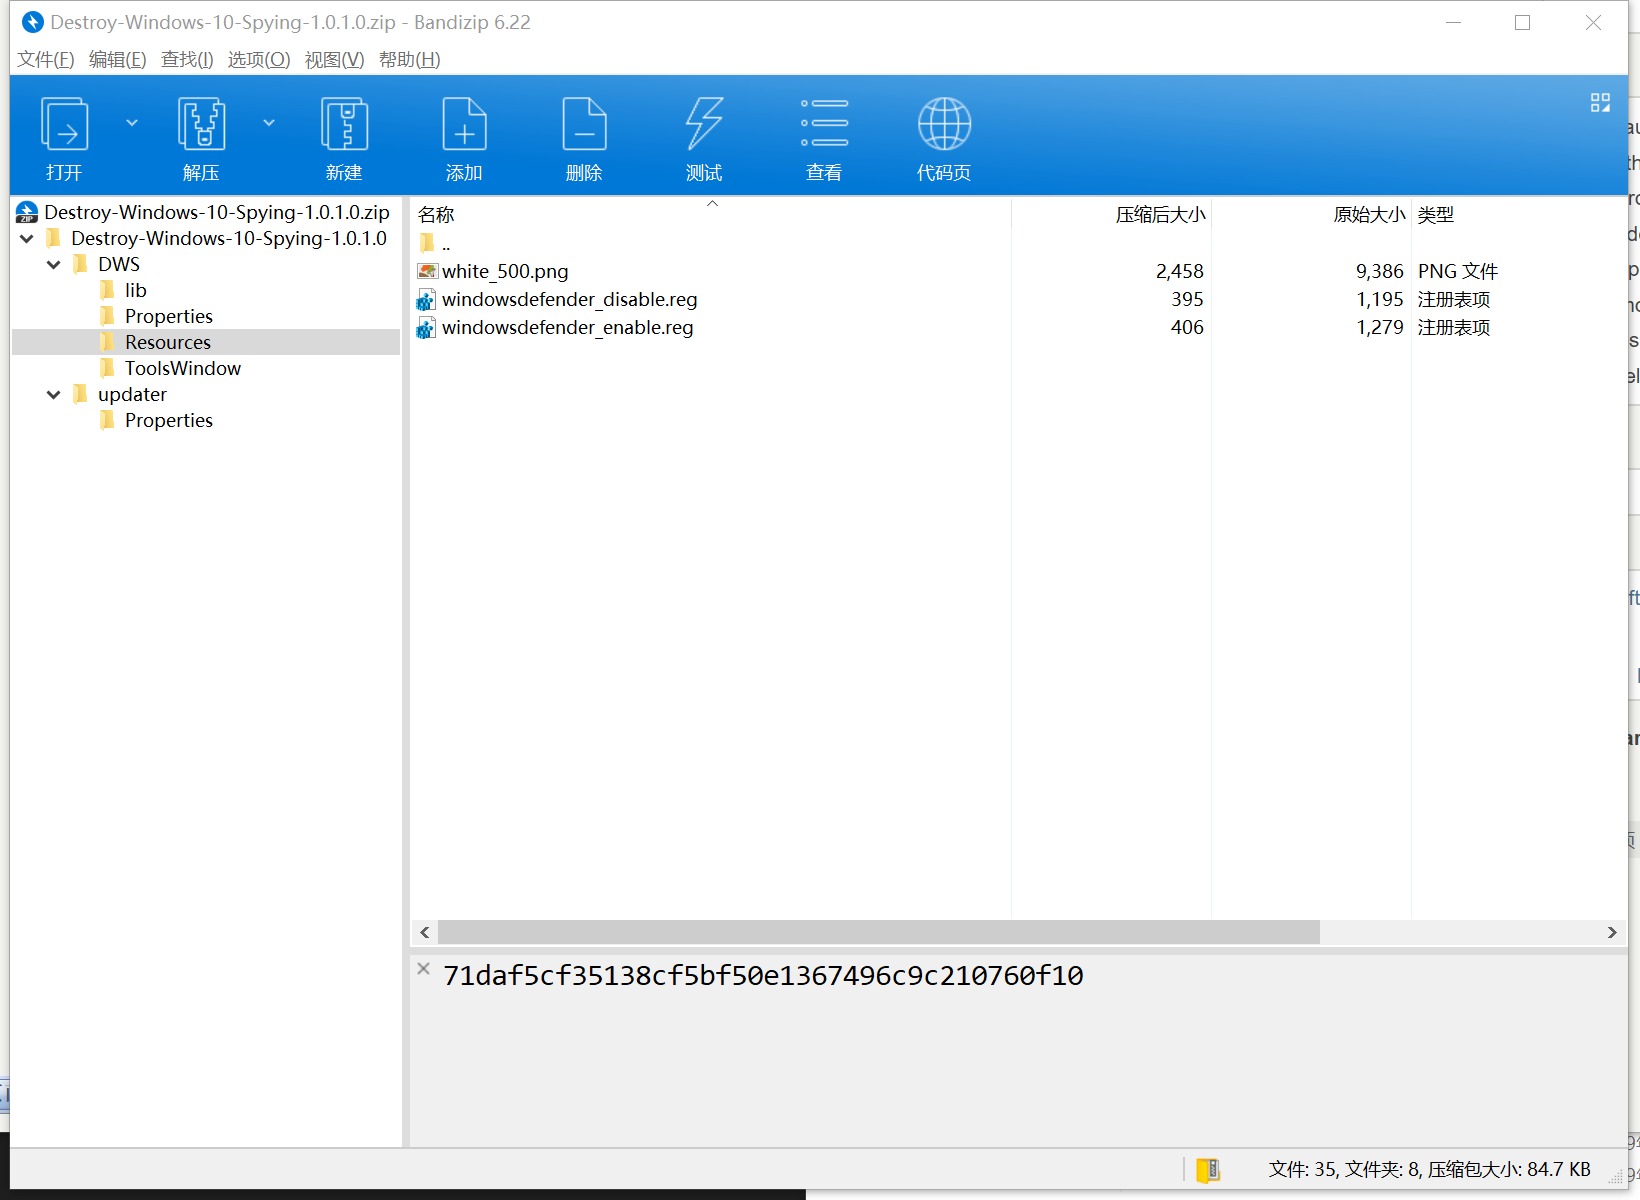 Destroy-Windows-10-Spying-1.0.1.0.zip - Bandizip 6.22
文件(F) 编辑(E) 查找(I) 选项(O) 视图(V) 帮助(H)
打开 解压 新建 添加 删除 测试 查看 代码页
Destroy-Windows-10-Spying-1.0.1.0.zip
Destroy-Windows-10-Spying-1.0.1.0
DWS
lib
Properties
Resources
ToolsWindow
updater
Properties
名称 压缩后大小 原始大小 类型
..
white_500.png 2,458 9,386 PNG 文件
windowsdefender_disable.reg 395 1,195 注册表项
windowsdefender_enable.reg 406 1,279 注册表项
71daf5cf35138cf5bf50e1367496c9c210760f10
文件: 35, 文件夹: 8, 压缩包大小: 84.7 KB